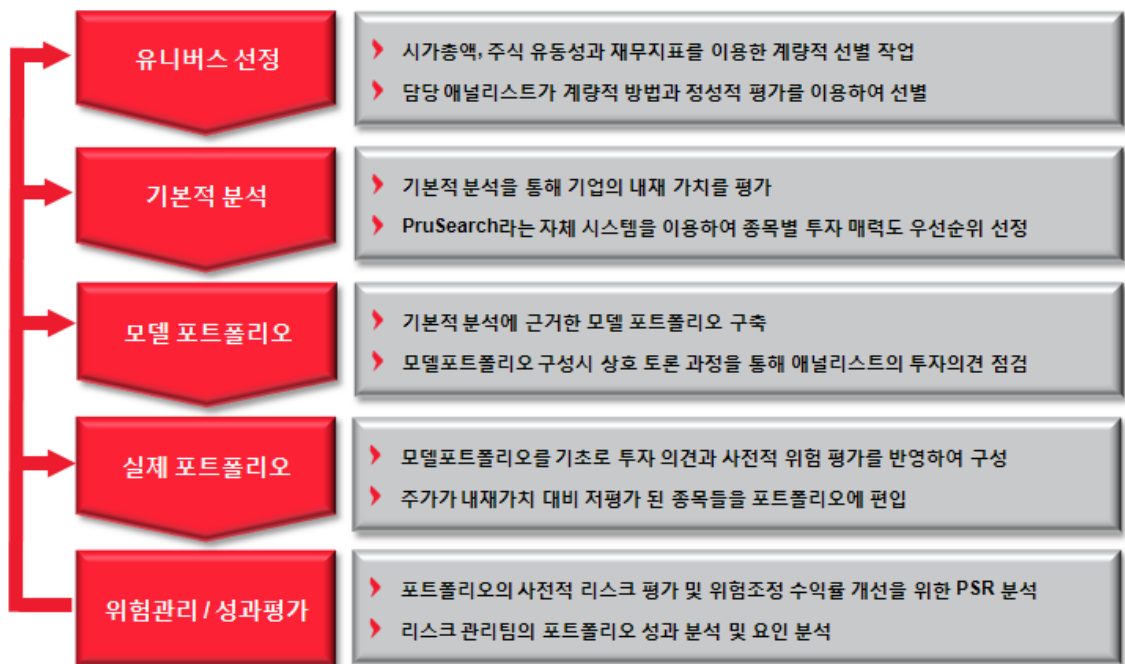 유니버스 선정
시가총액, 주식 유동성과 재무지표를 이용한 계량적 선별 작업
담당 애널리스트가 계량적 방법과 정성적 평가를 이용하여 선별
기본적 분석
기본적 분석을 통해 기업의 내재 가치를 평가
PruSearch라는 자체 시스템을 이용하여 종목별 투자 매력도 우선순위 선정
모델 포트폴리오
기본적 분석에 근거한 모델 포트폴리오 구축
모델포트폴리오 구성시 상호 토론 과정을 통해 애널리스트의 투자의견 점검
실제 포트폴리오
모델포트폴리오를 기초로 투자 의견과 사전적 위험 평가를 반영하여 구성
주가가 내재가치 대비 저평가 된 종목들을 포트폴리오에 편입
위험관리 / 성과평가
포트폴리오의 사전적 리스크 평가 및 위험조정 수익률 개선을 위한 PSR 분석
리스크 관리팀의 포트폴리오 성과 분석 및 요인 분석